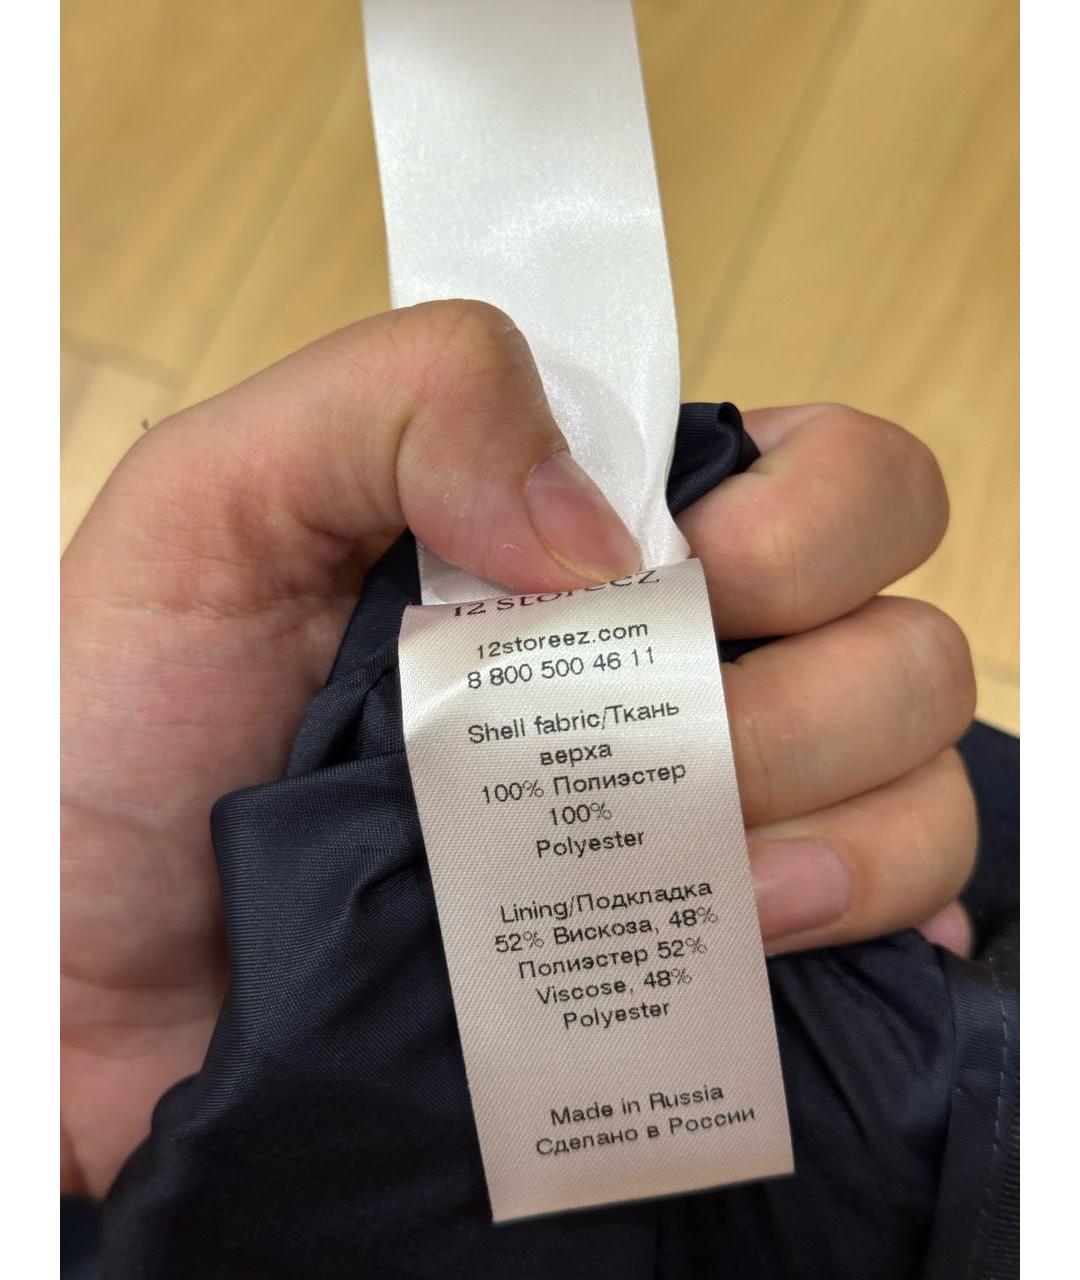 12 storeez
12storeez.com
8 800 500 46 11
Shell fabric/Ткань
верха
100% Полиэстер
100%
Polyester
Lining/Подкладка
52% Вискоза, 48%
Полиэстер 52%
Viscose, 48%
Polyester
Made in Russia
Сделано в России